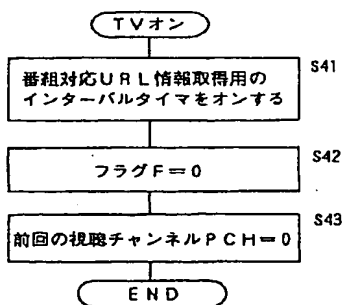 TVオン
S41
番組対応URL情報取得用の
インターバルタイマをオンする
S42
フラグF=0
S43
前回の視聴チャンネルPCH=0
END